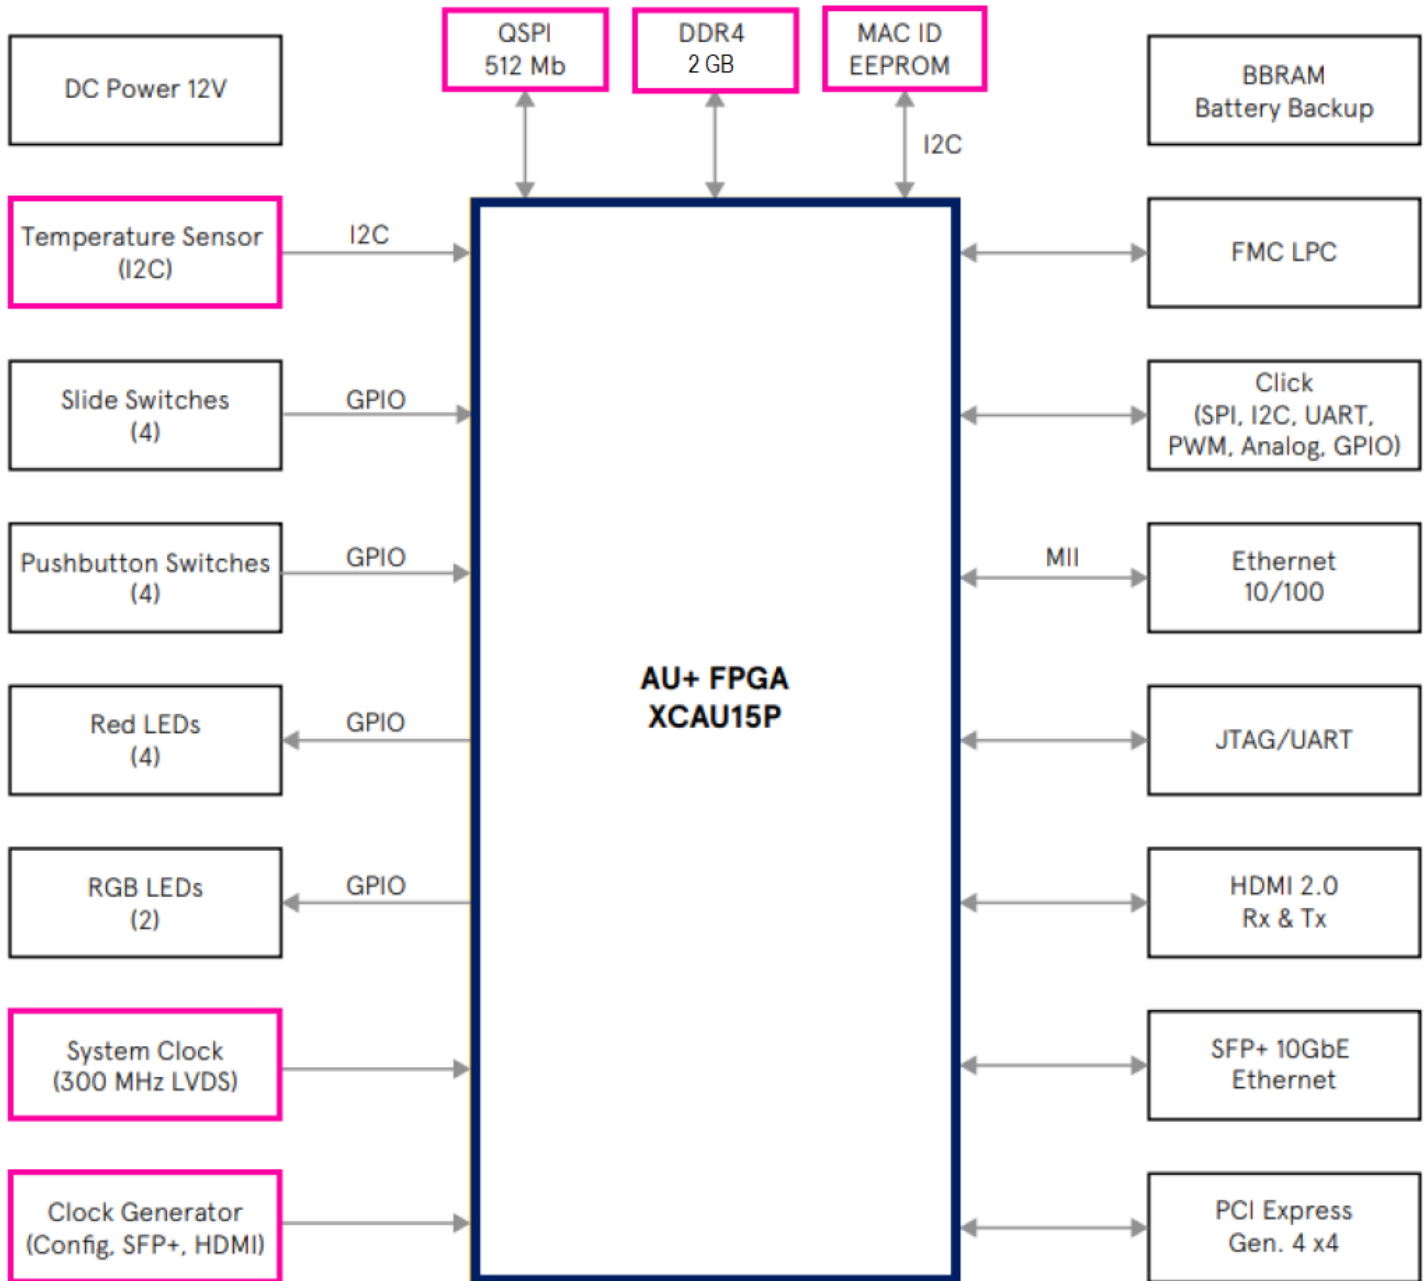 QSPI
512 Mb
DDR4
2 GB
MAC ID
EEPROM
I2C
DC Power 12V
Temperature Sensor
(I2C)
I2C
Slide Switches
(4)
GPIO
Pushbutton Switches
(4)
GPIO
Red LEDs
(4)
GPIO
RGB LEDs
(2)
GPIO
System Clock
(300 MHz LVDS)
Clock Generator
(Config, SFP+, HDMI)
AU+ FPGA
XCAU15P
BBRAM
Battery Backup
FMC LPC
Click
(SPI, I2C, UART,
PWM, Analog, GPIO)
MII
Ethernet
10/100
JTAG/UART
HDMI 2.0
Rx & Tx
SFP+ 10GbE
Ethernet
PCI Express
Gen. 4 x4